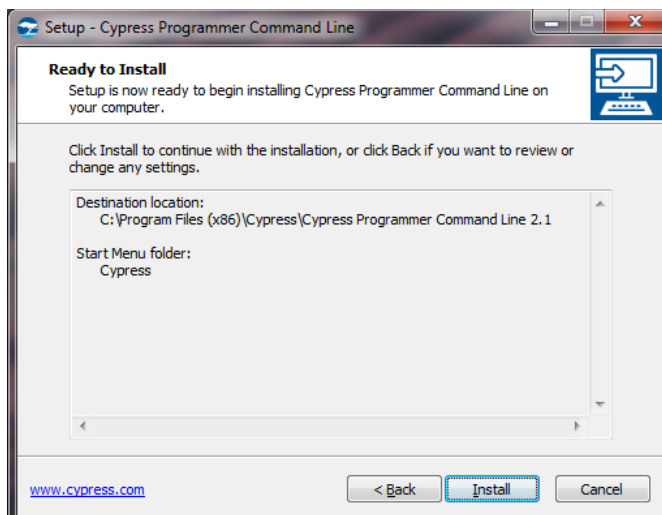 Setup - Cypress Programmer Command Line
Ready to Install
Setup is now ready to begin installing Cypress Programmer Command Line on
your computer.
Click Install to continue with the installation, or click Back if you want to review or
change any settings.
Destination location:
C:\Program Files (x86)\Cypress\Cypress Programmer Command Line 2.1
Start Menu folder:
Cypress
www.cypress.com
< Back
Install
Cancel